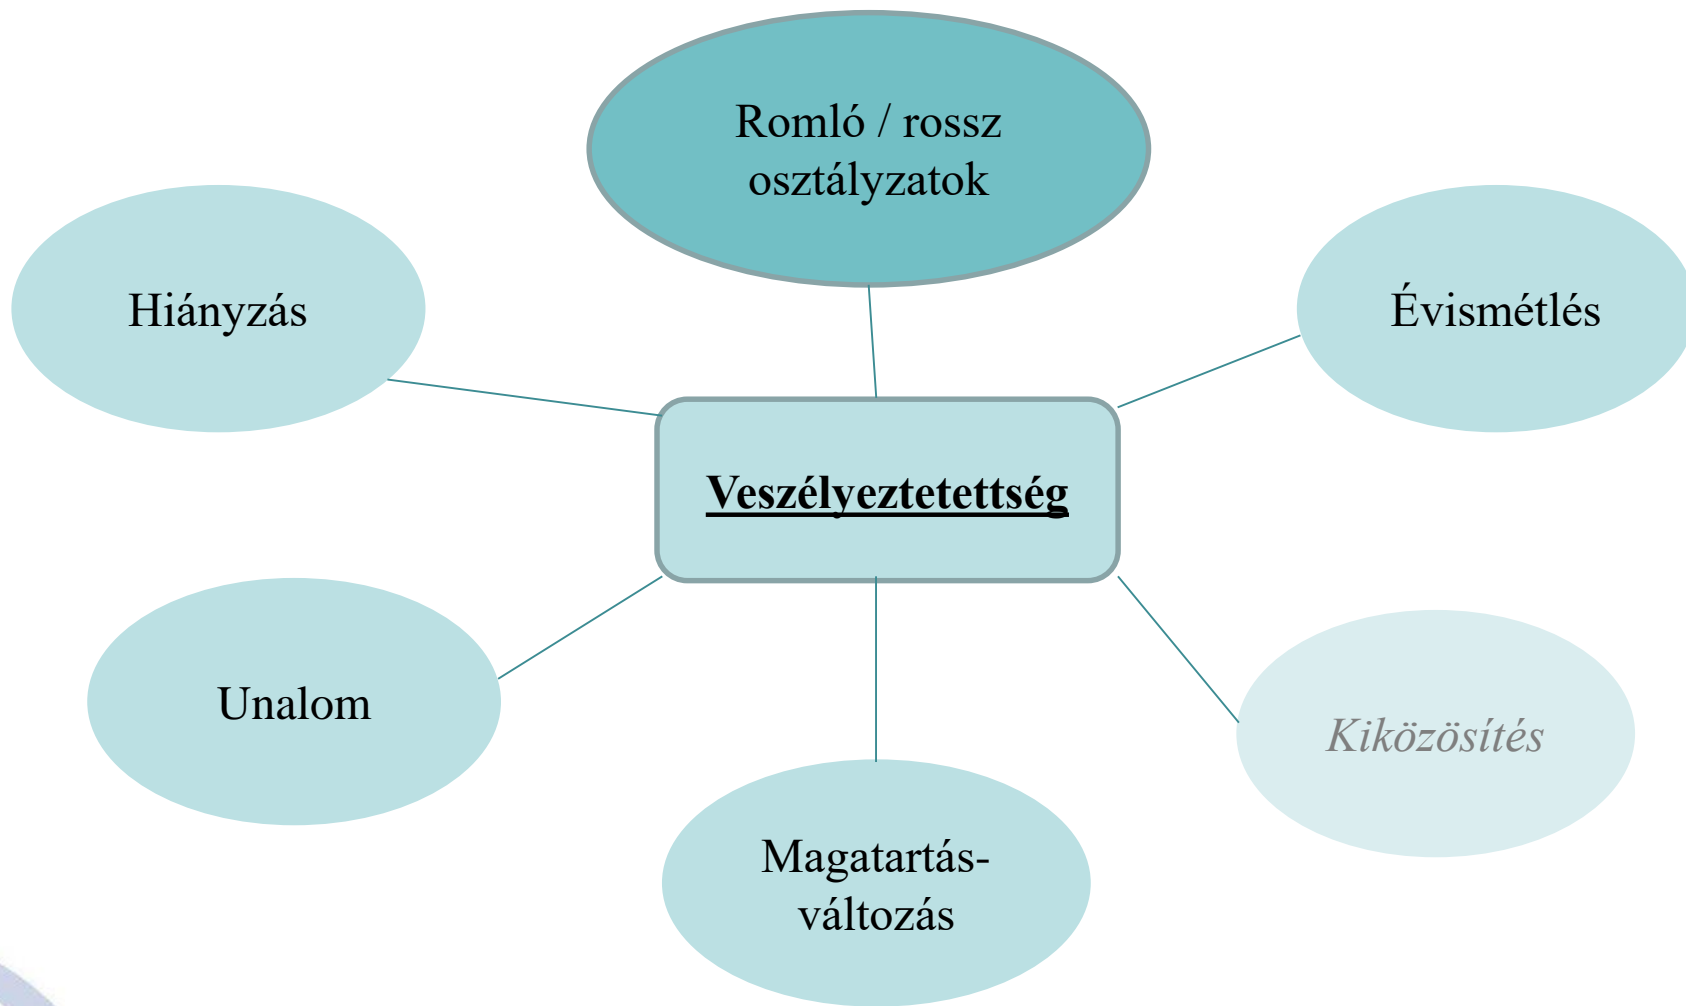 Romló / rossz
osztályzatok
Hiányzás
Évismétlés
Veszélyeztetettség
Unalom
Kiközösítés
Magatartás-
változás